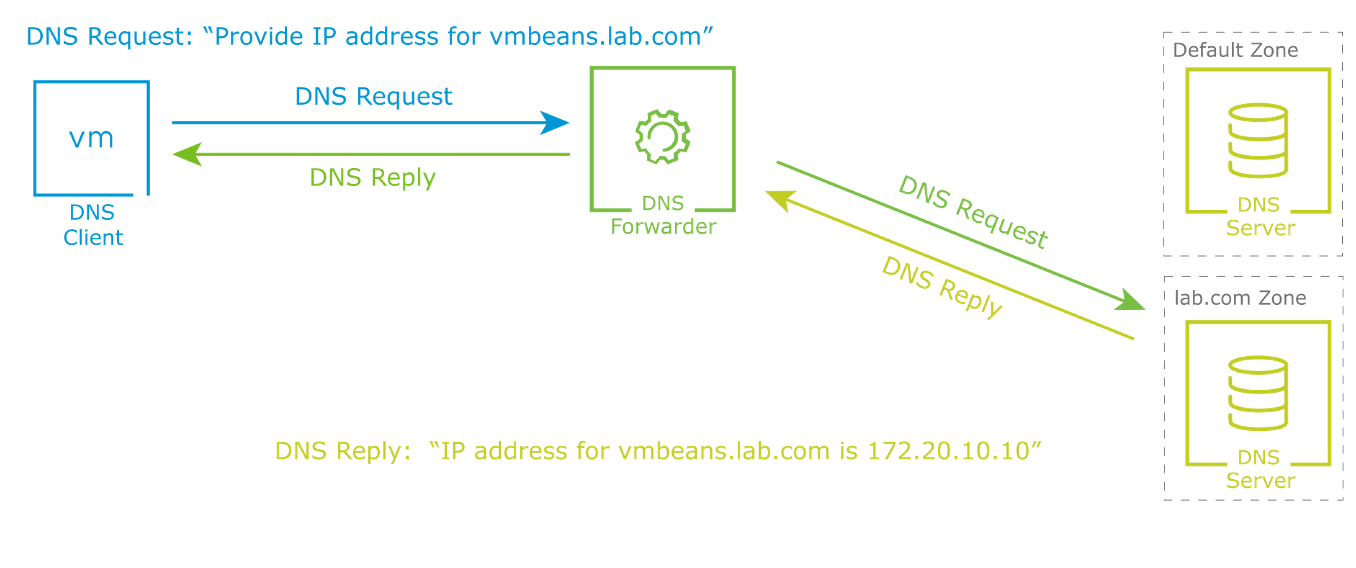 DNS Request: “Provide IP address for vmbeans.lab.com”
Default Zone
DNS Request
vm
DNS Reply
DNS
Client
DNS
Forwarder
DNS Request
DNS Reply
DNS
Server
lab.com Zone
DNS Reply:  “IP address for vmbeans.lab.com is 172.20.10.10”
DNS
Server